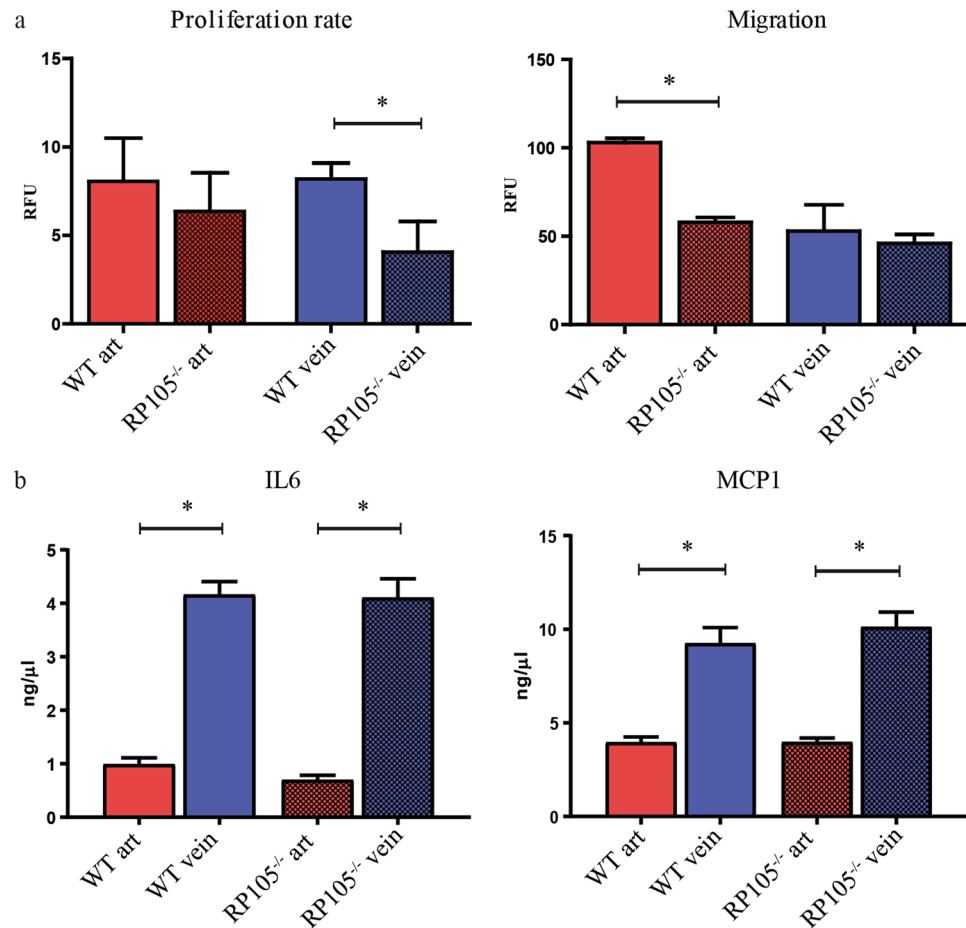 a
Proliferation rate
Migration
15
10
5
0
RFU
*
WT art
RP105-/- art
WT vein
RP105-/- vein
150
100
50
0
RFU
*
WT art
RP105-/- art
WT vein
RP105-/- vein
b
IL6
MCP1
5
4
3
2
1
0
ng/µl
*
*
WT art
WT vein
RP105-/- art
RP105-/- vein
15
10
5
0
ng/µl
*
*
WT art
WT vein
RP105-/- art
RP105-/- vein